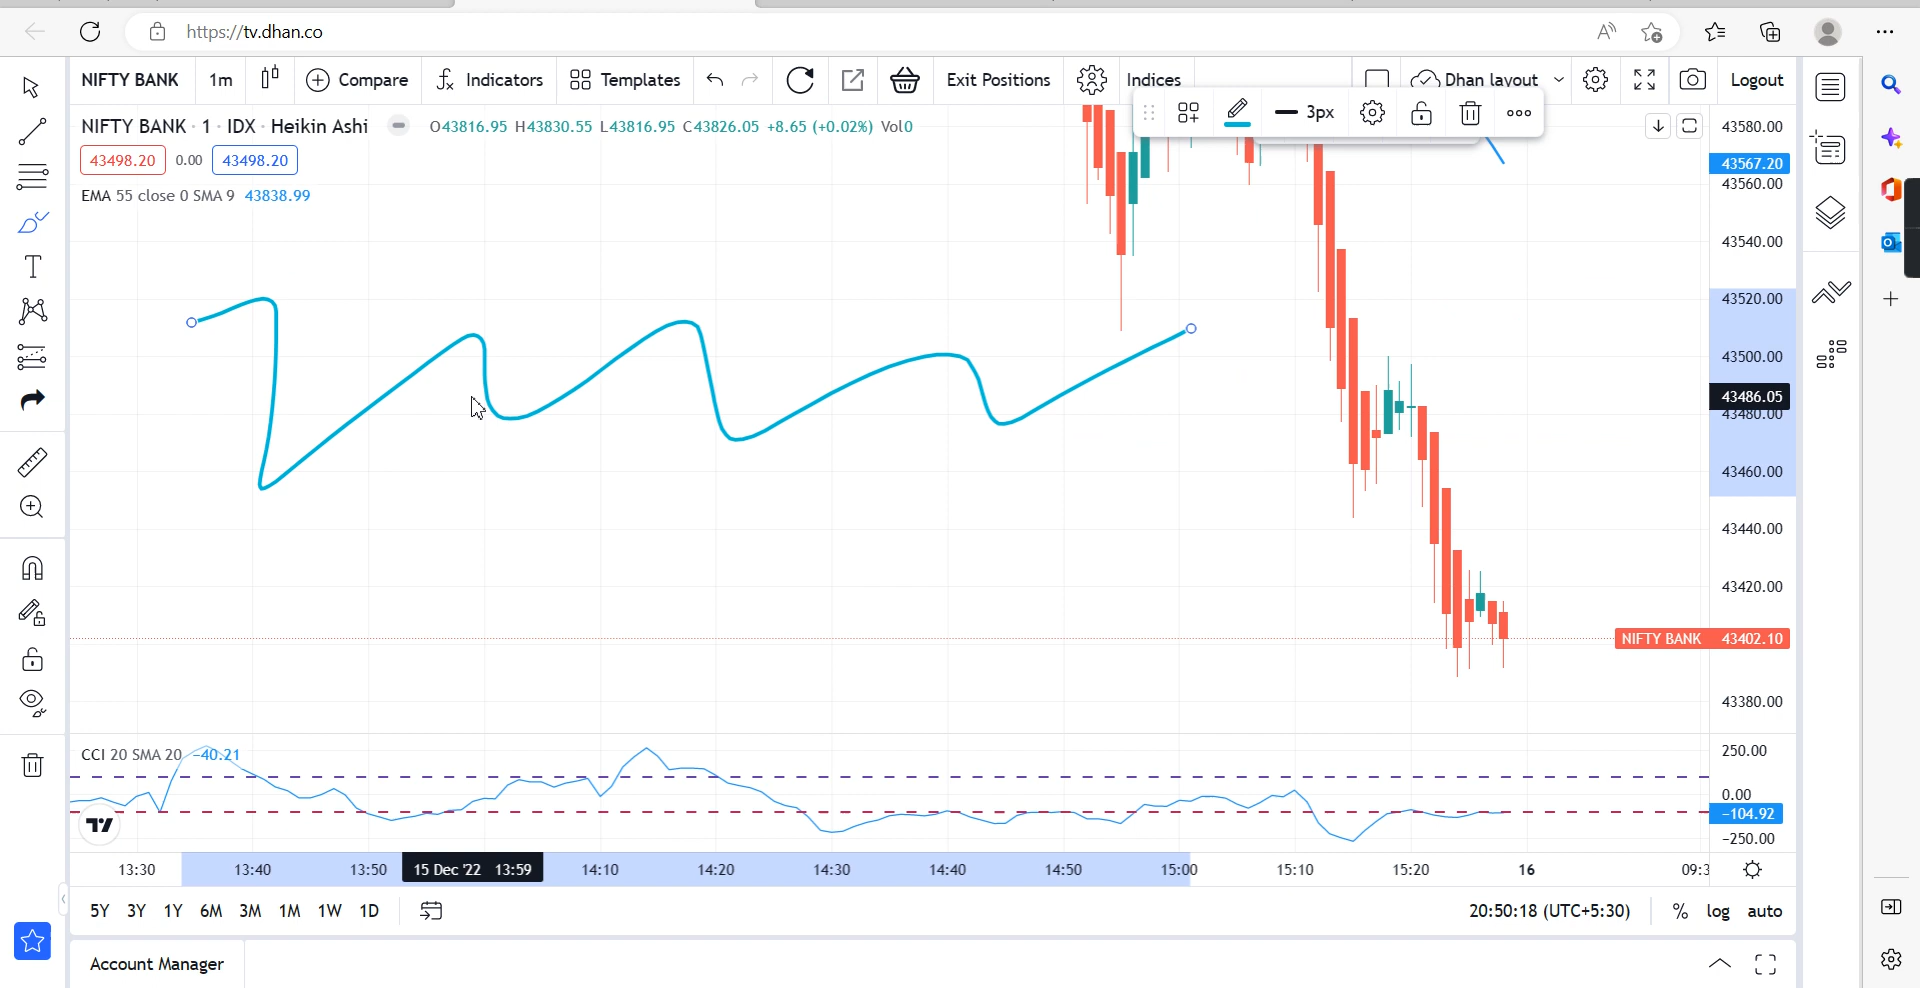 https://tv.dhan.co
NIFTY BANK 1m Compare Indicators Templates Exit Positions Indices Dhan layout Logout
3px
NIFTY BANK · 1 · IDX · Heikin Ashi O43816.95 H43830.55 L43816.95 C43826.05 +8.65 (+0.02%) Vol0
43498.20 0.00 43498.20
EMA 55 close 0 SMA 9 43838.99
43580.00
43567.20
43560.00
43540.00
43520.00
43500.00
43486.05
43480.00
43460.00
43440.00
43420.00
NIFTY BANK 43402.10
43380.00
CCI 20 SMA 20 -40.21
250.00
0.00
-104.92
-250.00
13:30 13:40 13:50 15 Dec '22 13:59 14:10 14:20 14:30 14:40 14:50 15:00 15:10 15:20 16 09:3
5Y 3Y 1Y 6M 3M 1M 1W 1D 20:50:18 (UTC+5:30) % log auto
Account Manager